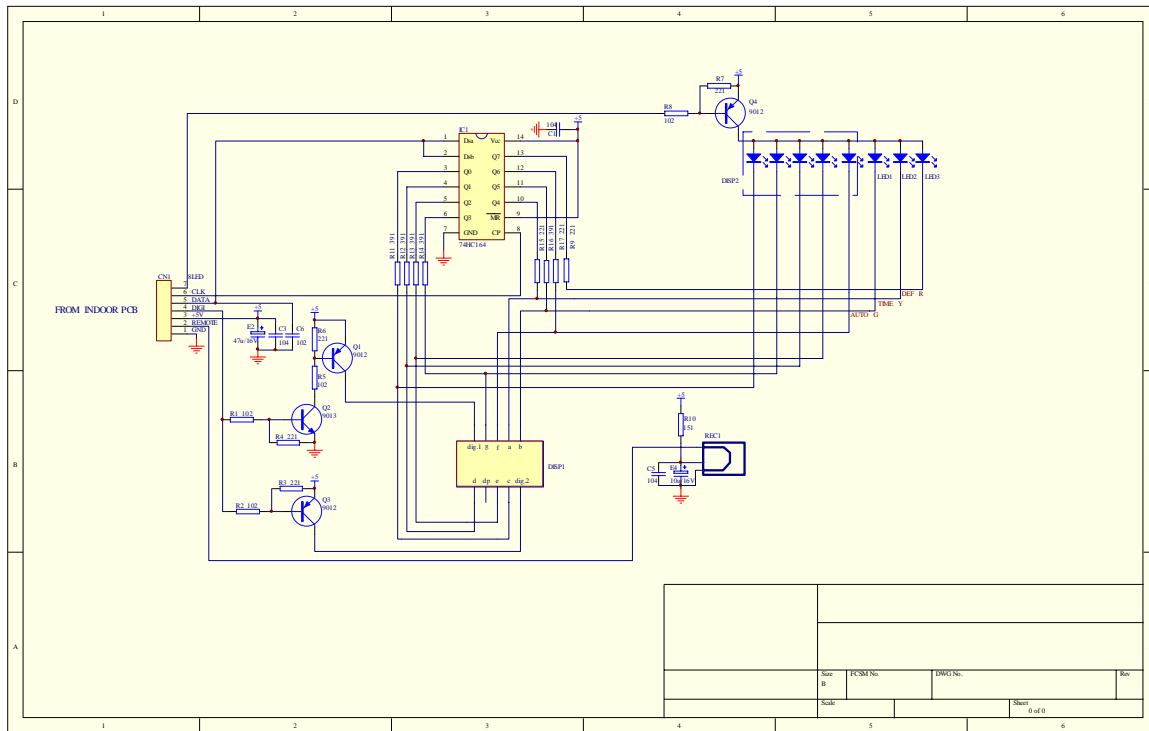 1 2 3 4 5 6
D
C
B
A
D
FROM INDOOR PCB
CN1
8LED
7
6 CLK
5 DATA
4 DIGI
3 +5V
2 REMOTE
1 GND
+5
E2
47u/16V
C3
104
C6
102
+5
R6
221
R5
102
Q1
9012
Q2
9013
R1 102
R4 221
R3 221
+5
R2 102
Q3
9012
IC1
1 Dsa Vcc 14
2 Dsb Q7 13
3 Q0 Q6 12
4 Q1 Q5 11
5 Q2 Q4 10
6 Q3 MR 9
7 GND CP 8
74HC164
104
C1
+5
R11 391
R12 391
R13 391
R14 391
R15 221
R16 391
R17 221
R9 221
R8
102
R7
221
+5
Q4
9012
DISP2
LED1
LED2
LED3
DEF R
TIME Y
AUTO G
dig.1 g f a b
d dp e c dig.2
DISP1
+5
R10
151
REC1
C5
104
E4
10u/16V
Size
B
FCSM No.
DWG No.
Rev
Scale
Sheet
0 of 0
1 2 3 4 5 6